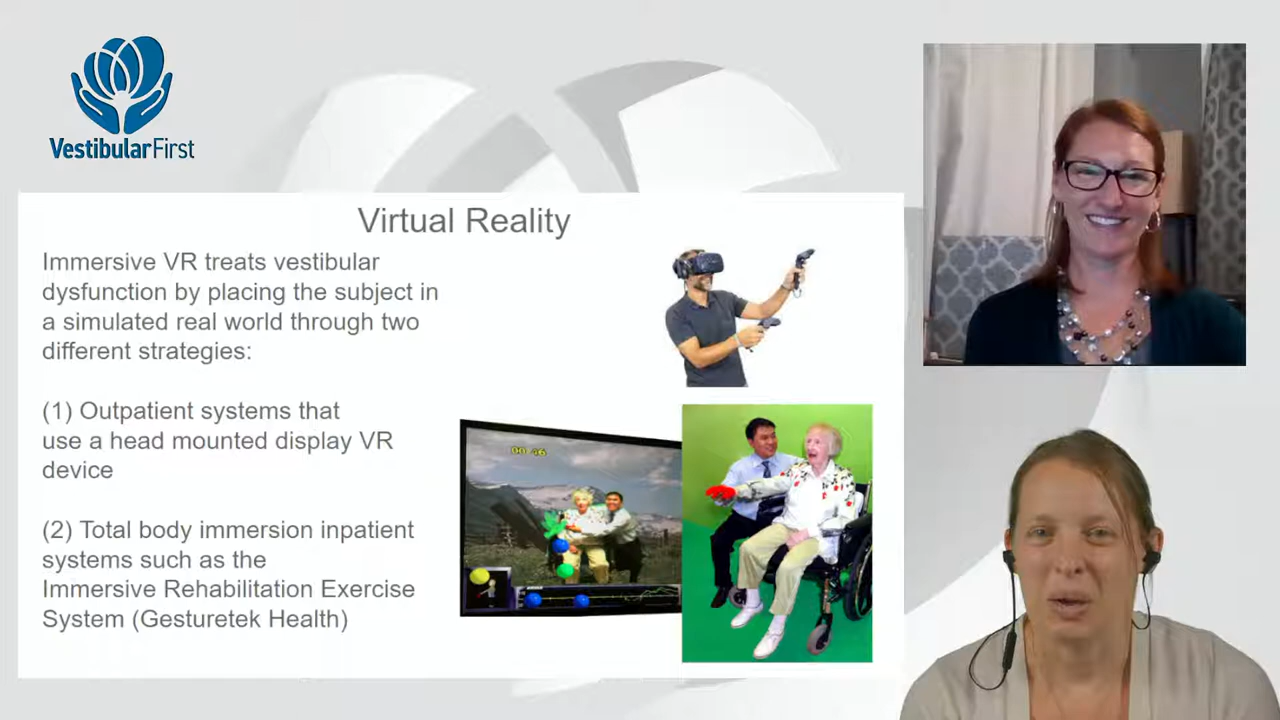 VestibularFirst
Virtual Reality
Immersive VR treats vestibular
dysfunction by placing the subject in
a simulated real world through two
different strategies:
(1) Outpatient systems that
use a head mounted display VR
device
(2) Total body immersion inpatient
systems such as the
Immersive Rehabilitation Exercise
System (Gesturetek Health)